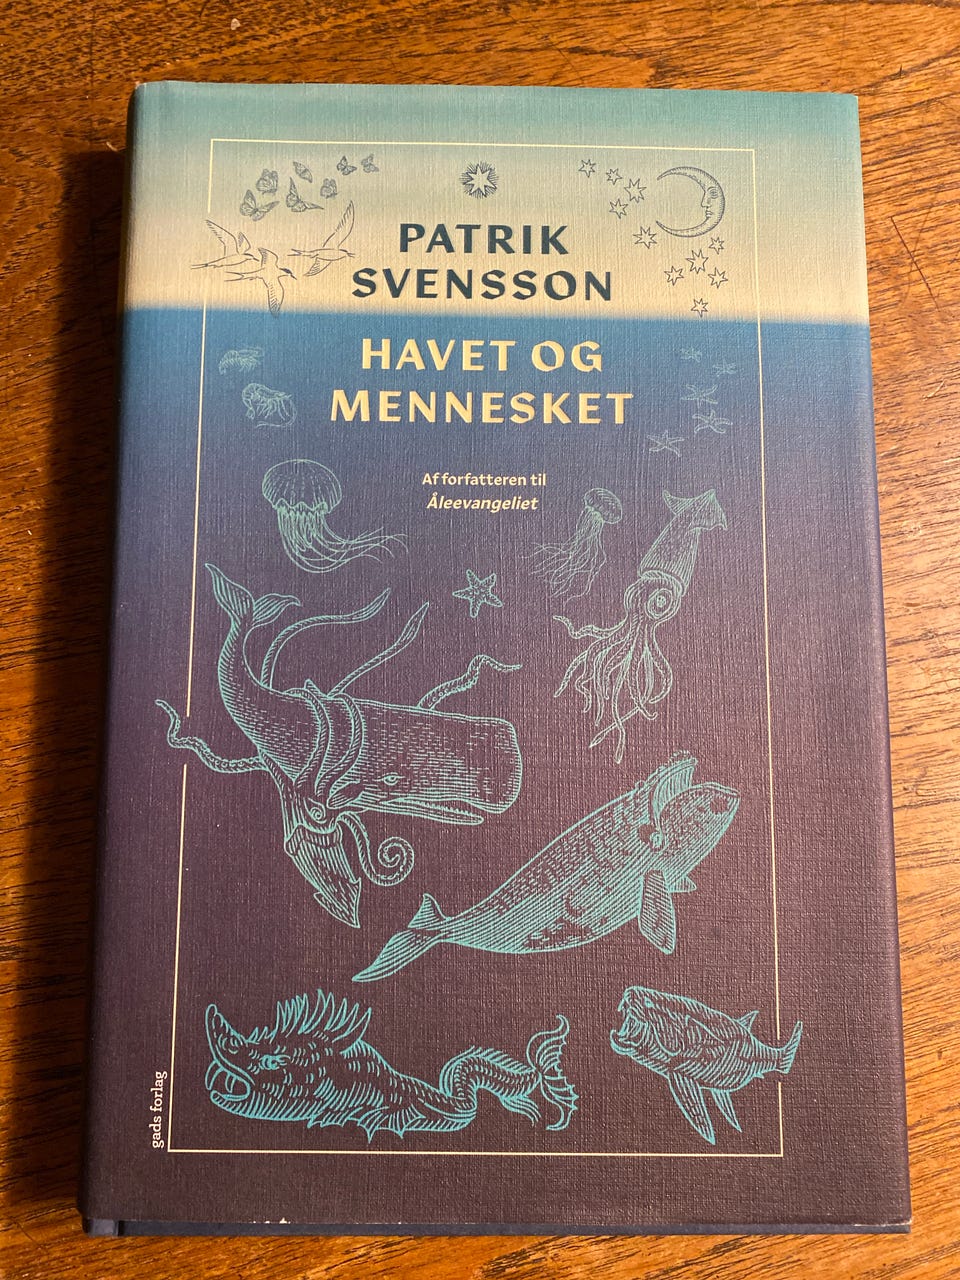 PATRIK
SVENSSON
HAVET OG
MENNESKET
Af forfatteren til
Åleevangeliet
gads forlag